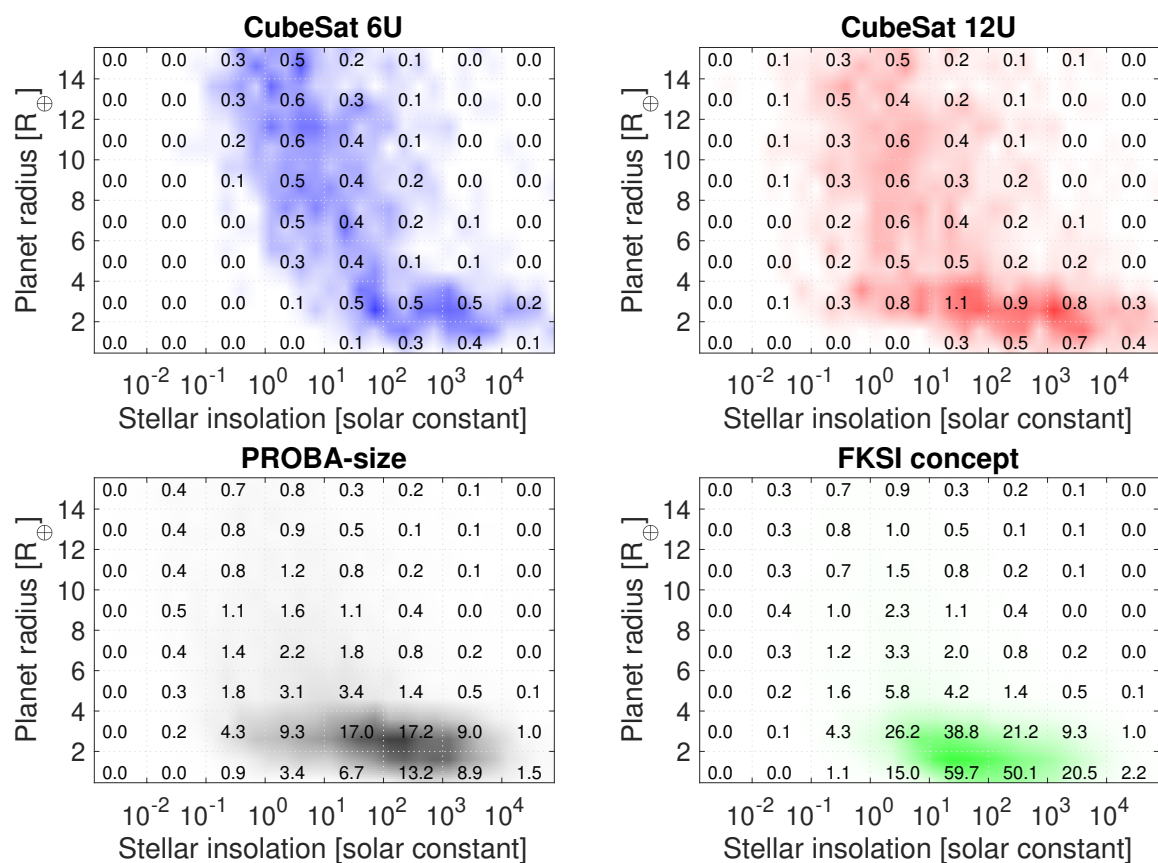 CubeSat 6U
Planet radius [R⊕]
14
12
10
8
6
4
2
0.0 0.0 0.3 0.5 0.2 0.1 0.0 0.0
0.0 0.0 0.3 0.6 0.3 0.1 0.0 0.0
0.0 0.0 0.2 0.6 0.4 0.1 0.0 0.0
0.0 0.0 0.1 0.5 0.4 0.2 0.0 0.0
0.0 0.0 0.0 0.5 0.4 0.2 0.1 0.0
0.0 0.0 0.0 0.3 0.4 0.1 0.1 0.0
0.0 0.0 0.0 0.1 0.5 0.5 0.5 0.2
0.0 0.0 0.0 0.0 0.1 0.3 0.4 0.1
10^-2 10^-1 10^0 10^1 10^2 10^3 10^4
Stellar insolation [solar constant]
CubeSat 12U
Planet radius [R⊕]
14
12
10
8
6
4
2
0.0 0.1 0.3 0.5 0.2 0.1 0.0 0.0
0.0 0.1 0.5 0.4 0.2 0.1 0.0 0.0
0.0 0.1 0.3 0.6 0.4 0.1 0.0 0.0
0.0 0.1 0.3 0.6 0.3 0.2 0.0 0.0
0.0 0.0 0.2 0.6 0.4 0.2 0.1 0.0
0.0 0.0 0.2 0.5 0.5 0.2 0.2 0.0
0.0 0.1 0.3 0.8 1.1 0.9 0.8 0.3
0.0 0.0 0.0 0.0 0.3 0.5 0.7 0.4
10^-2 10^-1 10^0 10^1 10^2 10^3 10^4
Stellar insolation [solar constant]
PROBA-size
Planet radius [R⊕]
14
12
10
8
6
4
2
0.0 0.4 0.7 0.8 0.3 0.2 0.1 0.0
0.0 0.4 0.8 0.9 0.5 0.1 0.1 0.0
0.0 0.4 0.8 1.2 0.8 0.2 0.1 0.0
0.0 0.5 1.1 1.6 1.1 0.4 0.0 0.0
0.0 0.4 1.4 2.2 1.8 0.8 0.2 0.0
0.0 0.3 1.8 3.1 3.4 1.4 0.5 0.1
0.0 0.2 4.3 9.3 17.0 17.2 9.0 1.0
0.0 0.0 0.9 3.4 6.7 13.2 8.9 1.5
10^-2 10^-1 10^0 10^1 10^2 10^3 10^4
Stellar insolation [solar constant]
FKSI concept
Planet radius [R⊕]
14
12
10
8
6
4
2
0.0 0.3 0.7 0.9 0.3 0.2 0.1 0.0
0.0 0.3 0.8 1.0 0.5 0.1 0.1 0.0
0.0 0.3 0.7 1.5 0.8 0.2 0.1 0.0
0.0 0.4 1.0 2.3 1.1 0.4 0.0 0.0
0.0 0.3 1.2 3.3 2.0 0.8 0.2 0.0
0.0 0.2 1.6 5.8 4.2 1.4 0.5 0.1
0.0 0.1 4.3 26.2 38.8 21.2 9.3 1.0
0.0 0.0 1.1 15.0 59.7 50.1 20.5 2.2
10^-2 10^-1 10^0 10^1 10^2 10^3 10^4
Stellar insolation [solar constant]